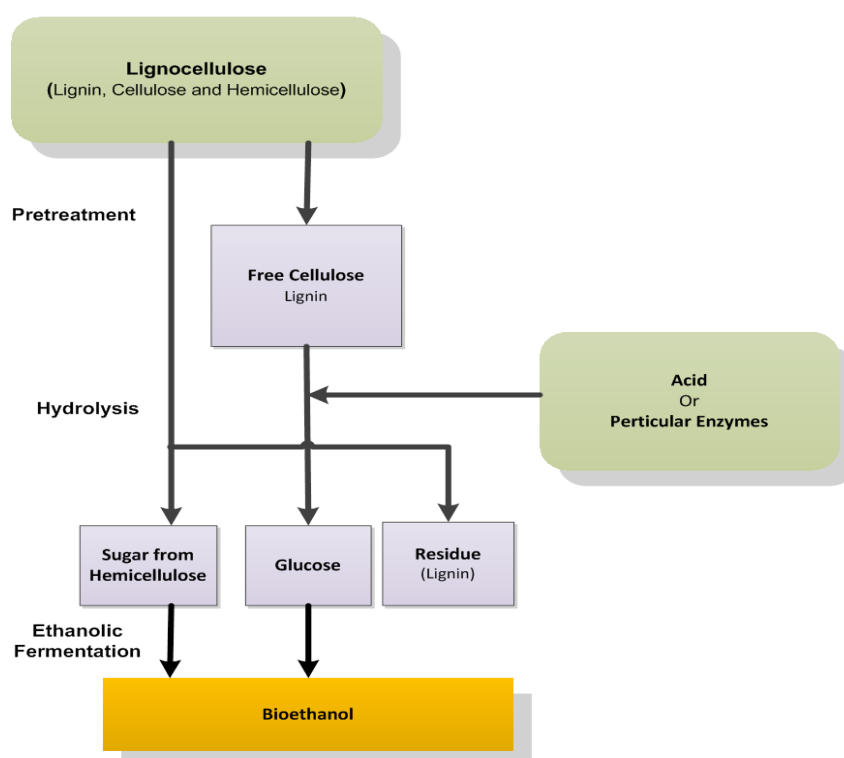 Lignocellulose
(Lignin, Cellulose and Hemicellulose)
Pretreatment
Free Cellulose
Lignin
Acid
Or
Perticular Enzymes
Hydrolysis
Sugar from
Hemicellulose
Glucose
Residue
(Lignin)
Ethanolic
Fermentation
Bioethanol